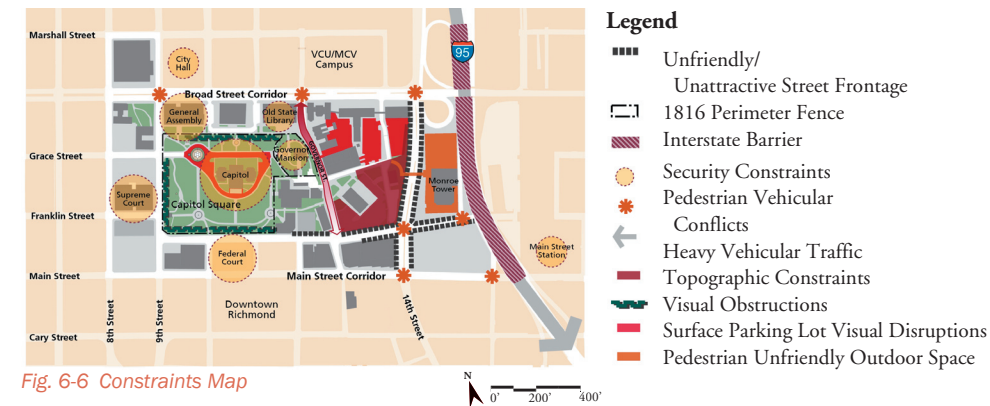 Marshall Street
City
Hall
VCU/MCV
Campus
95
Broad Street Corridor
General
Assembly
Old State
Library
Governor
Mansion
Governor St.
Grace Street
Capitol
Monroe
Tower
Supreme
Court
Capitol Square
Franklin Street
Federal
Court
Main Street
Station
Main Street
Main Street Corridor
8th Street
9th Street
Downtown
Richmond
14th Street
Cary Street
Fig. 6-6 Constraints Map
N
0' 200' 400'
Legend
Unfriendly/
Unattractive Street Frontage
1816 Perimeter Fence
Interstate Barrier
Security Constraints
Pedestrian Vehicular
Conflicts
Heavy Vehicular Traffic
Topographic Constraints
Visual Obstructions
Surface Parking Lot Visual Disruptions
Pedestrian Unfriendly Outdoor Space